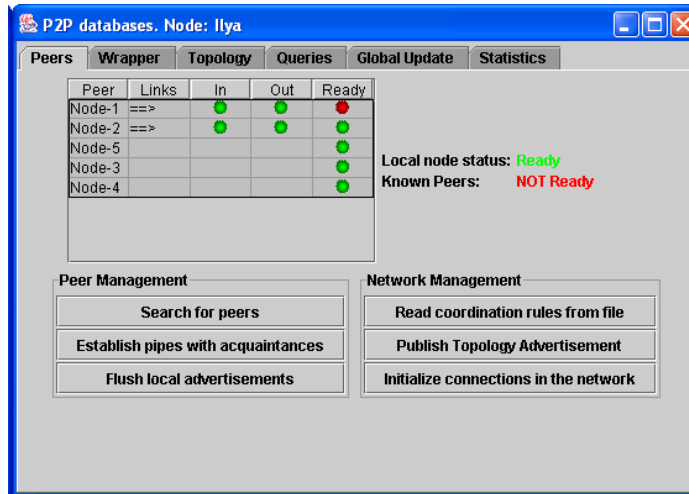 P2P databases. Node: Ilya
Peers Wrapper Topology Queries Global Update Statistics
Peer Links In Out Ready
Node-1 ==>
Node-2 ==>
Node-5
Node-3
Node-4
Local node status: Ready
Known Peers: NOT Ready
Peer Management
Search for peers
Establish pipes with acquaintances
Flush local advertisements
Network Management
Read coordination rules from file
Publish Topology Advertisement
Initialize connections in the network